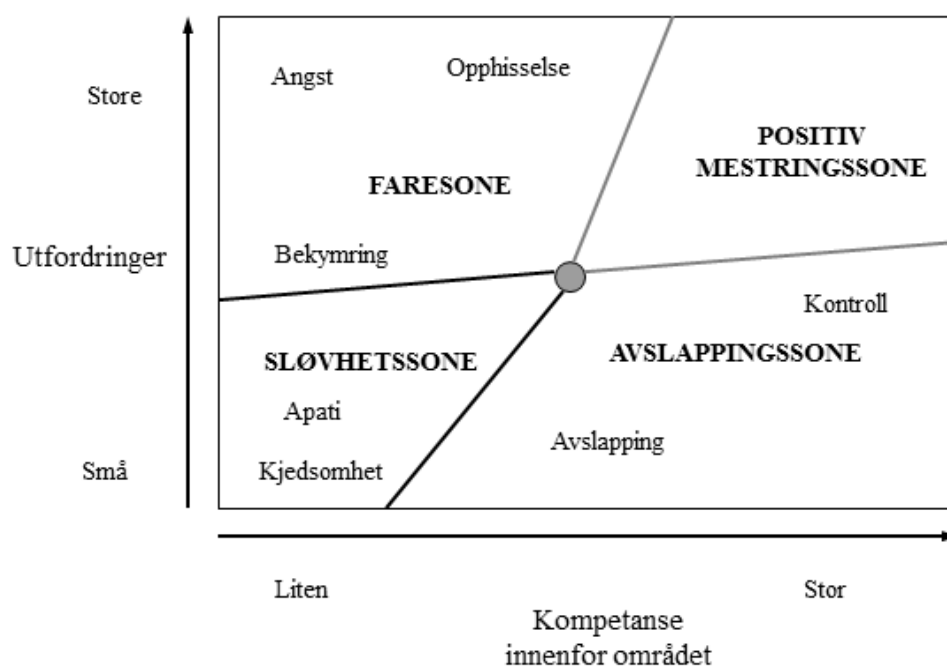 Angst
Opphisselse
Store
POSITIV
MESTRINGSSONE
FARESONE
Utfordringer
Bekymring
Kontroll
SLØVHETSSONE
AVSLAPPINGSSONE
Apati
Avslapping
Små
Kjedsomhet
Liten
Stor
Kompetanse
innenfor området